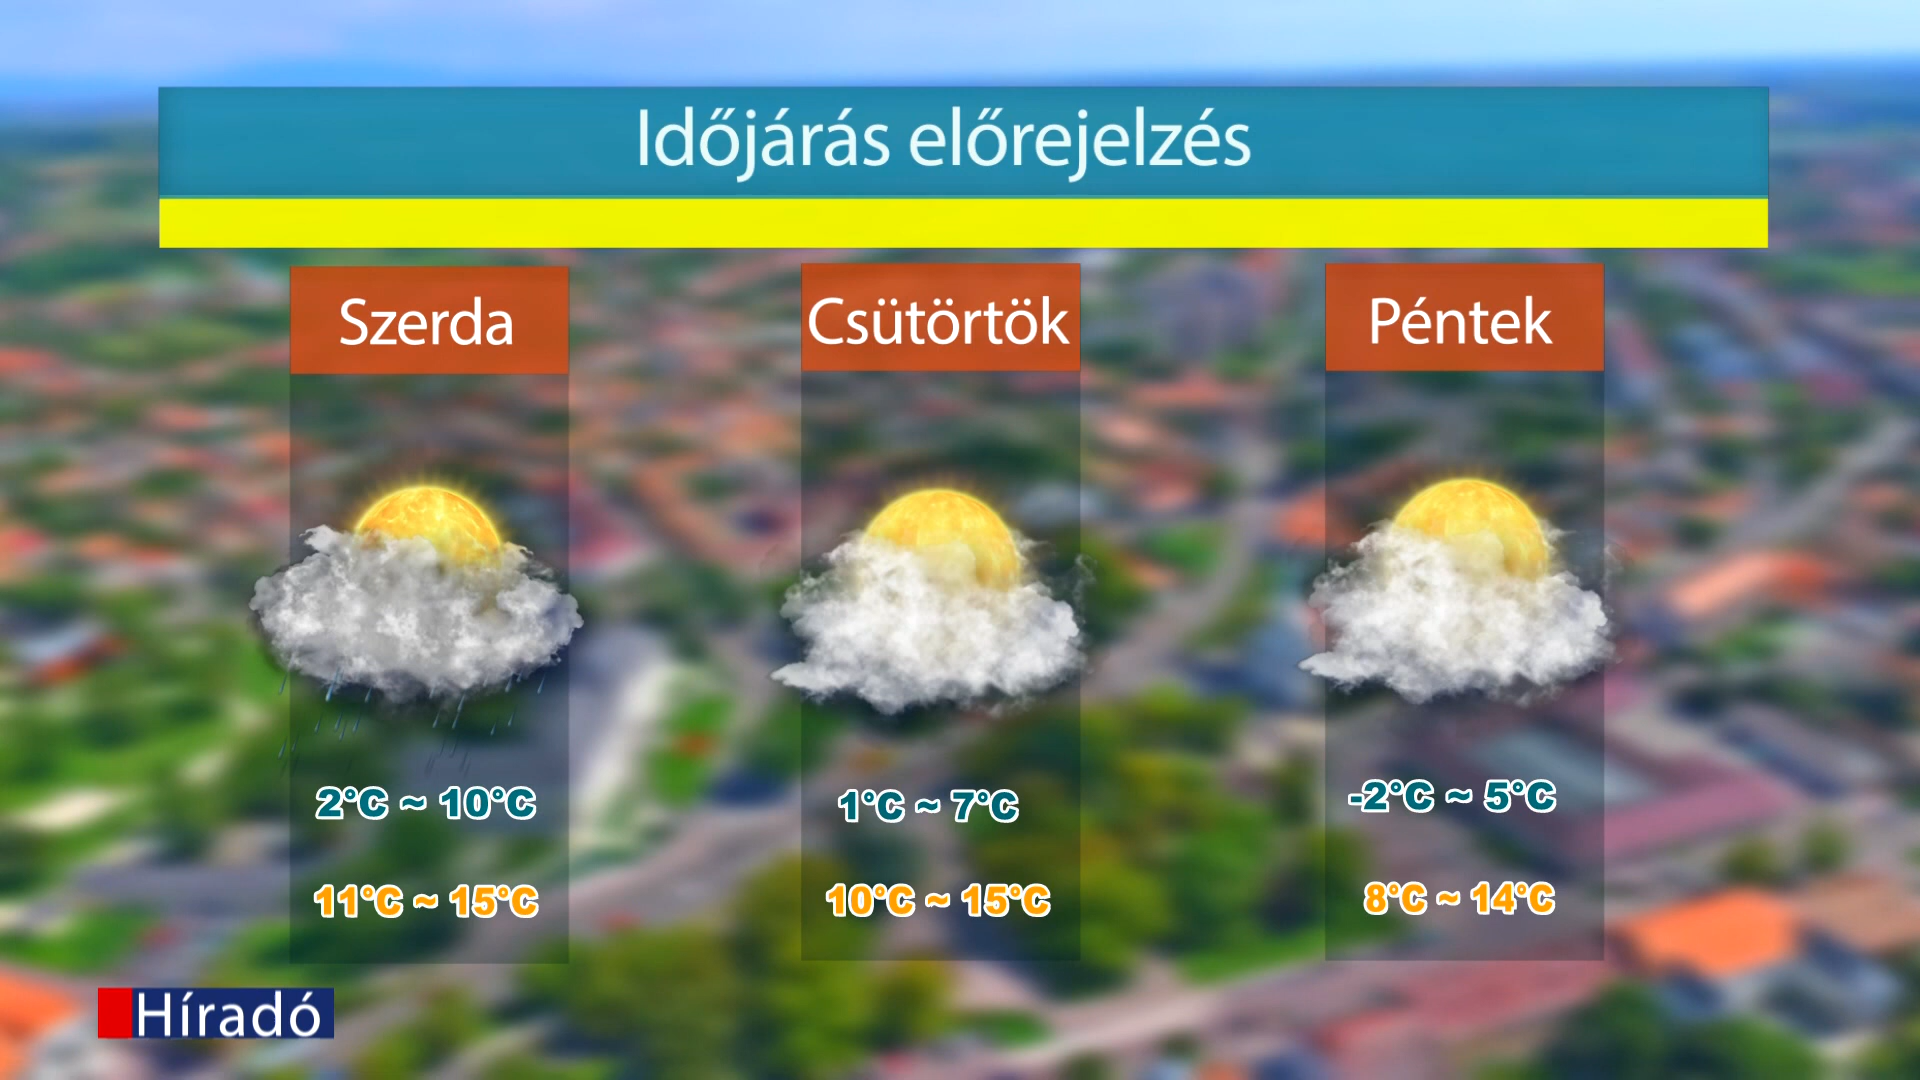 Időjárás előrejelzés
Szerda
Csütörtök
Péntek
2°C ~ 10°C
1°C ~ 7°C
-2°C ~ 5°C
11°C ~ 15°C
10°C ~ 15°C
8°C ~ 14°C
Híradó